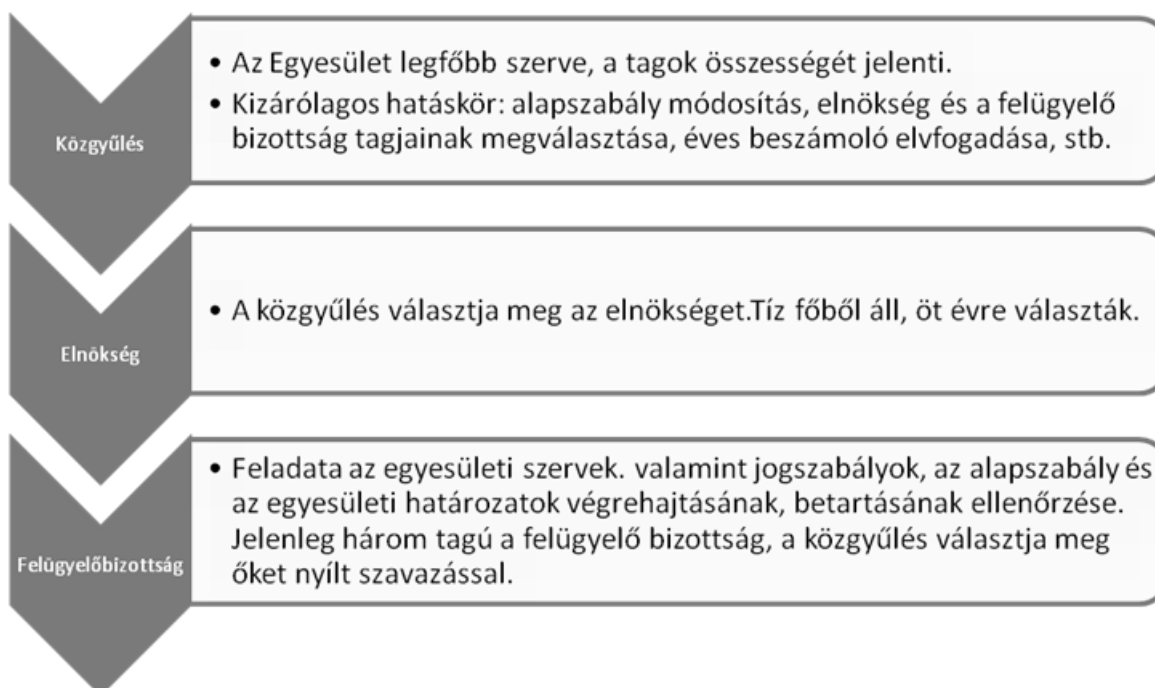 Közgyűlés
• Az Egyesület legfőbb szerve, a tagok összességét jelenti.
• Kizárólagos hatáskör: alapszabály módosítás, elnökség és a felügyelő
bizottság tagjainak megválasztása, éves beszámoló elvfogadása, stb.
Elnökség
• A közgyűlés választja meg az elnökséget.Tíz főből áll, öt évre választák.
Felügyelőbizottság
• Feladata az egyesületi szervek. valamint jogszabályok, az alapszabály és
az egyesületi határozatok végrehajtásának, betartásának ellenőrzése.
Jelenleg három tagú a felügyelő bizottság, a közgyűlés választja meg
őket nyílt szavazással.